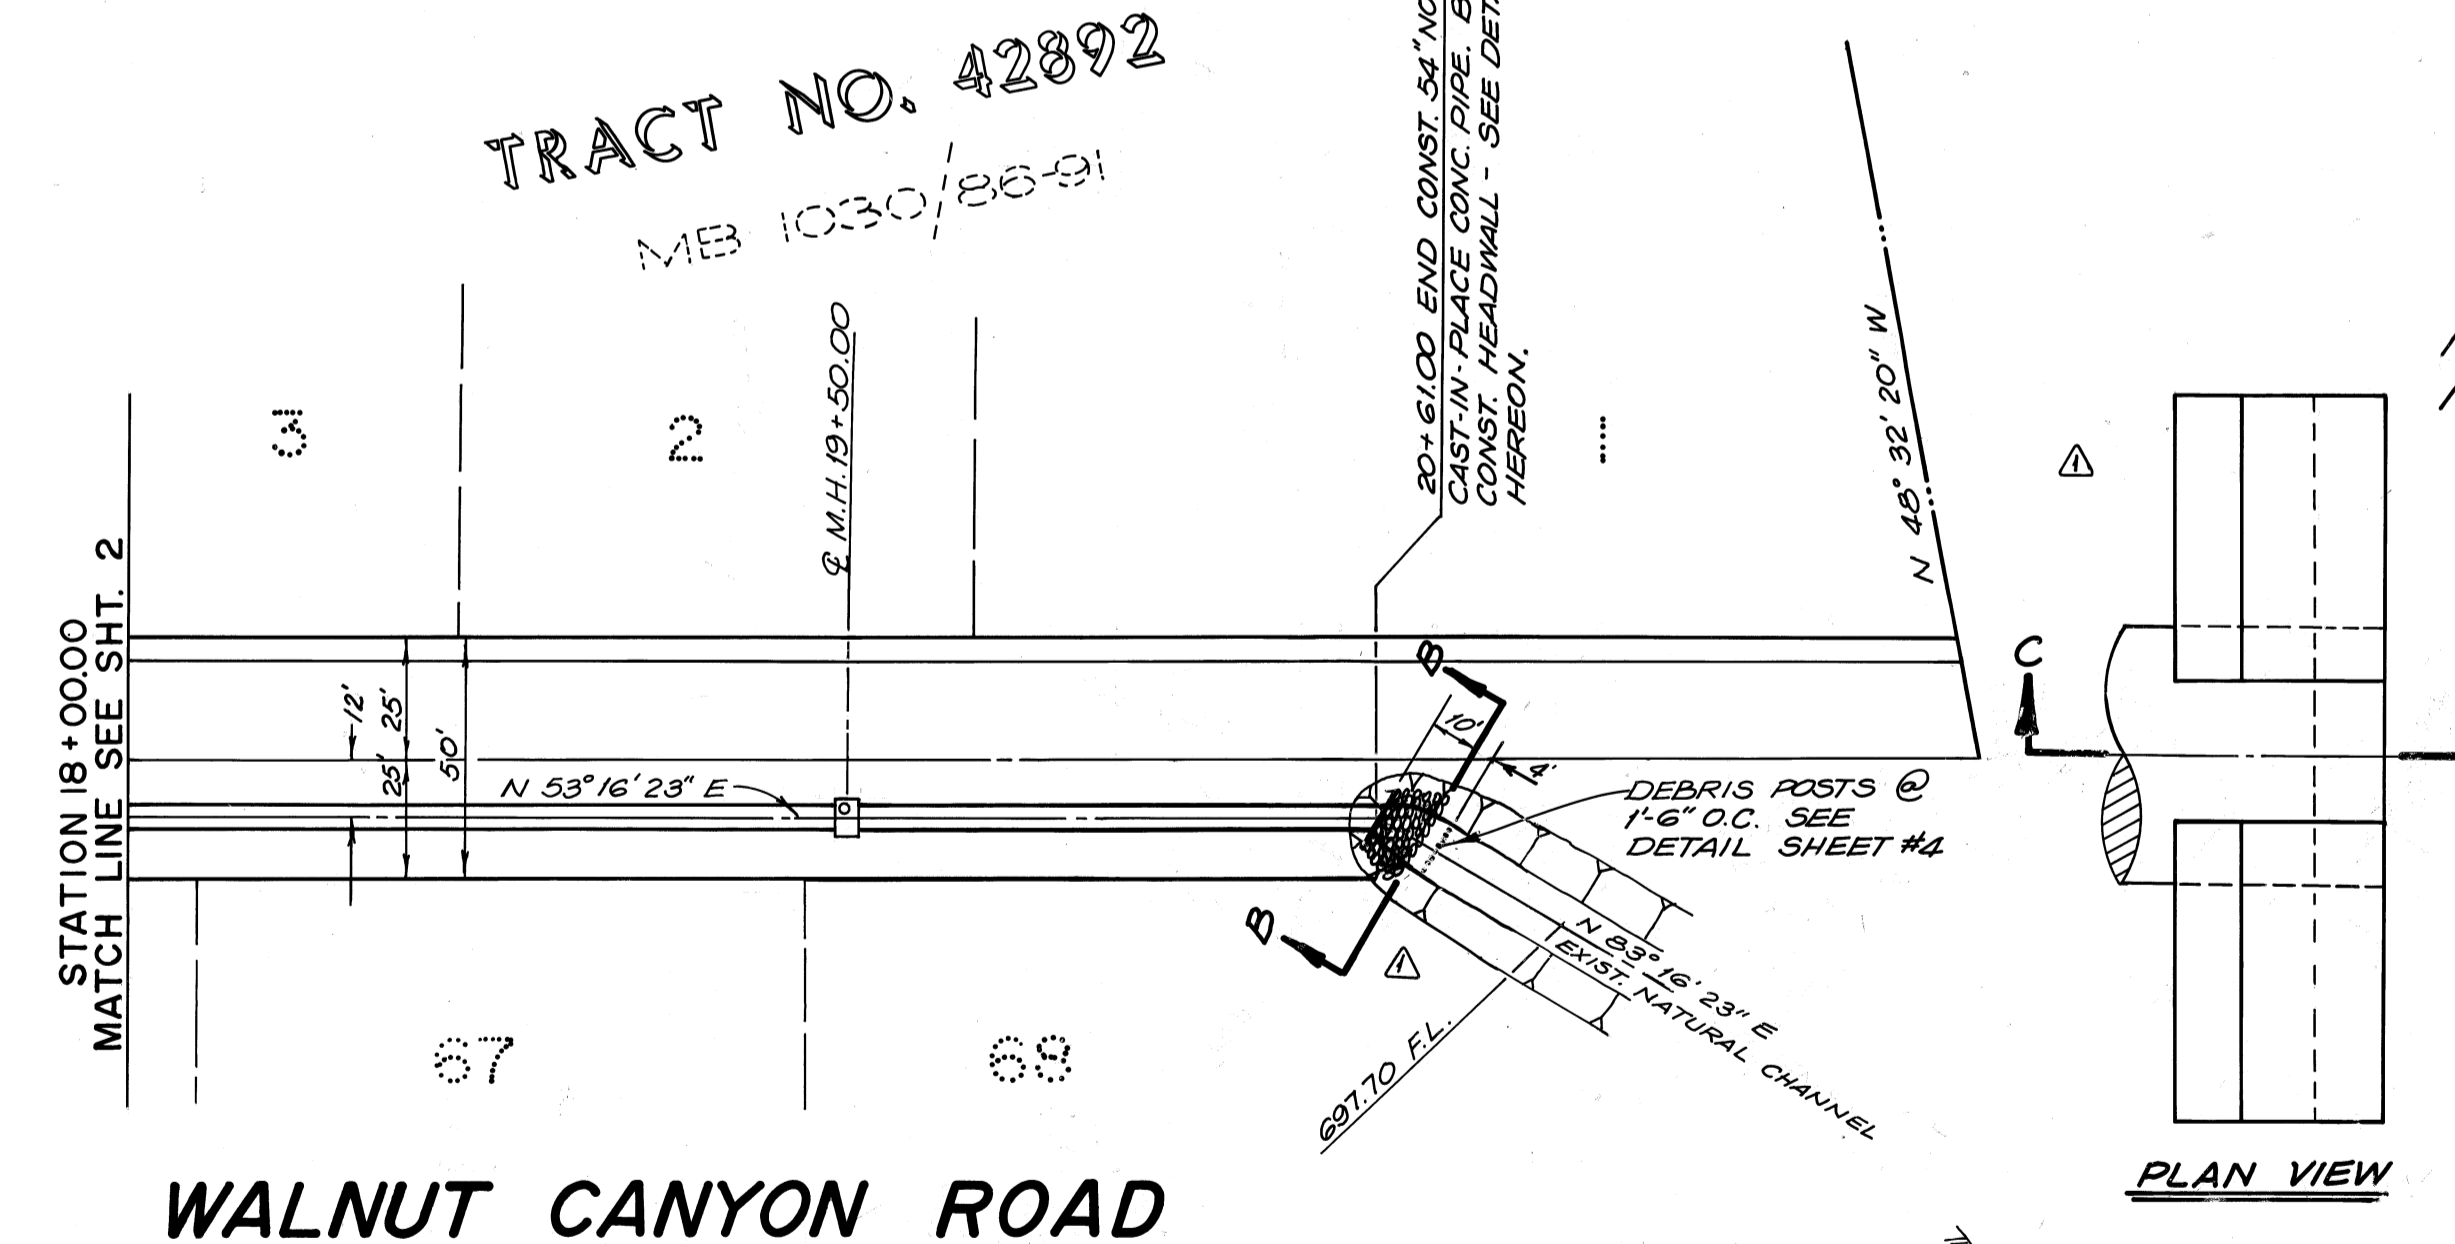 TRACT NO. 42892
MB 1030/86-91
20+61.00 END CONST. 54"
CAST-IN-PLACE CONC. PIPE.
CONST. HEADWALL - SEE
HEREON.
3
2
℄ M.H. 19+50.00
1
N 48° 32' 20" W
1
STATION 18+00.00
MATCH LINE SEE SHT. 2
12'
25'
25'
50'
N 53°16'23" E
B
10'
4'
DEBRIS POSTS @
1'-6" O.C. SEE
DETAIL SHEET #4
C
B
1
N 83°16'23" E
EXIST. NATURAL CHANNEL
697.70 F.L.
67
68
WALNUT CANYON ROAD
PLAN VIEW